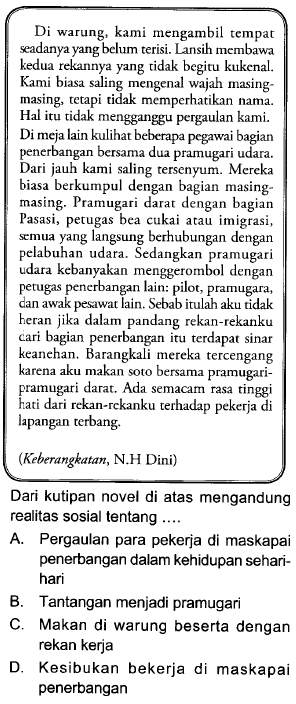 Di warung, kami mengambil tempat
seadanya yang belum terisi. Lansih membawa
kedua rekannya yang tidak begitu kukenal.
Kami biasa saling mengenal wajah masing-
masing, tetapi tidak memperhatikan nama.
Hal itu tidak mengganggu pergaulan kami.
Di meja lain kulihat beberapa pegawai bagian
penerbangan bersama dua pramugari udara.
Dari jauh kami saling tersenyum. Mereka
biasa berkumpul dengan bagian masing-
masing. Pramugari darat dengan bagian
Pasasi, petugas bea cukai atau imigrasi,
semua yang langsung berhubungan dengan
pelabuhan udara. Sedangkan pramugari
udara kebanyakan menggerombol dengan
petugas penerbangan lain: pilot, pramugara,
dan awak pesawat lain. Sebab itulah aku tidak
heran jika dalam pandang rekan-rekanku
dari bagian penerbangan itu terdapat sinar
keanehan. Barangkali mereka tercengang
karena aku makan soto bersama pramugari-
pramugari darat. Ada semacam rasa tinggi
hati dari rekan-rekanku terhadap pekerja di
lapangan terbang.
(Keberangkatan, N.H Dini)
Dari kutipan novel di atas mengandung
realitas sosial tentang ....
A. Pergaulan para pekerja di maskapai
penerbangan dalam kehidupan sehari-
hari
B. Tantangan menjadi pramugari
C. Makan di warung beserta dengan
rekan kerja
D. Kesibukan bekerja di maskapai
penerbangan